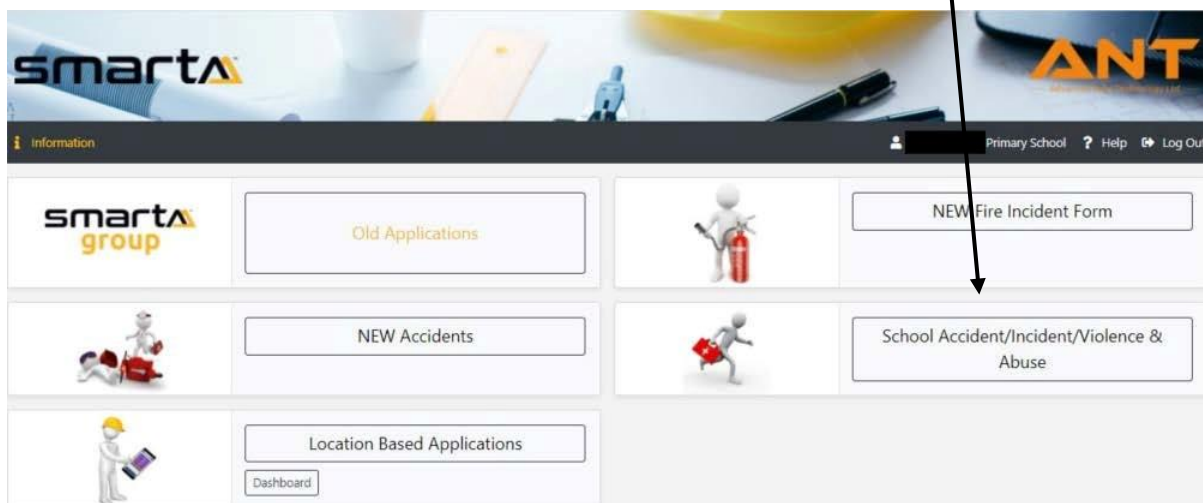 smarta
ANT
Information
Primary School ? Help Log Out
smarta
group
Old Applications
NEW Fire Incident Form
NEW Accidents
School Accident/Incident/Violence &
Abuse
Location Based Applications
Dashboard